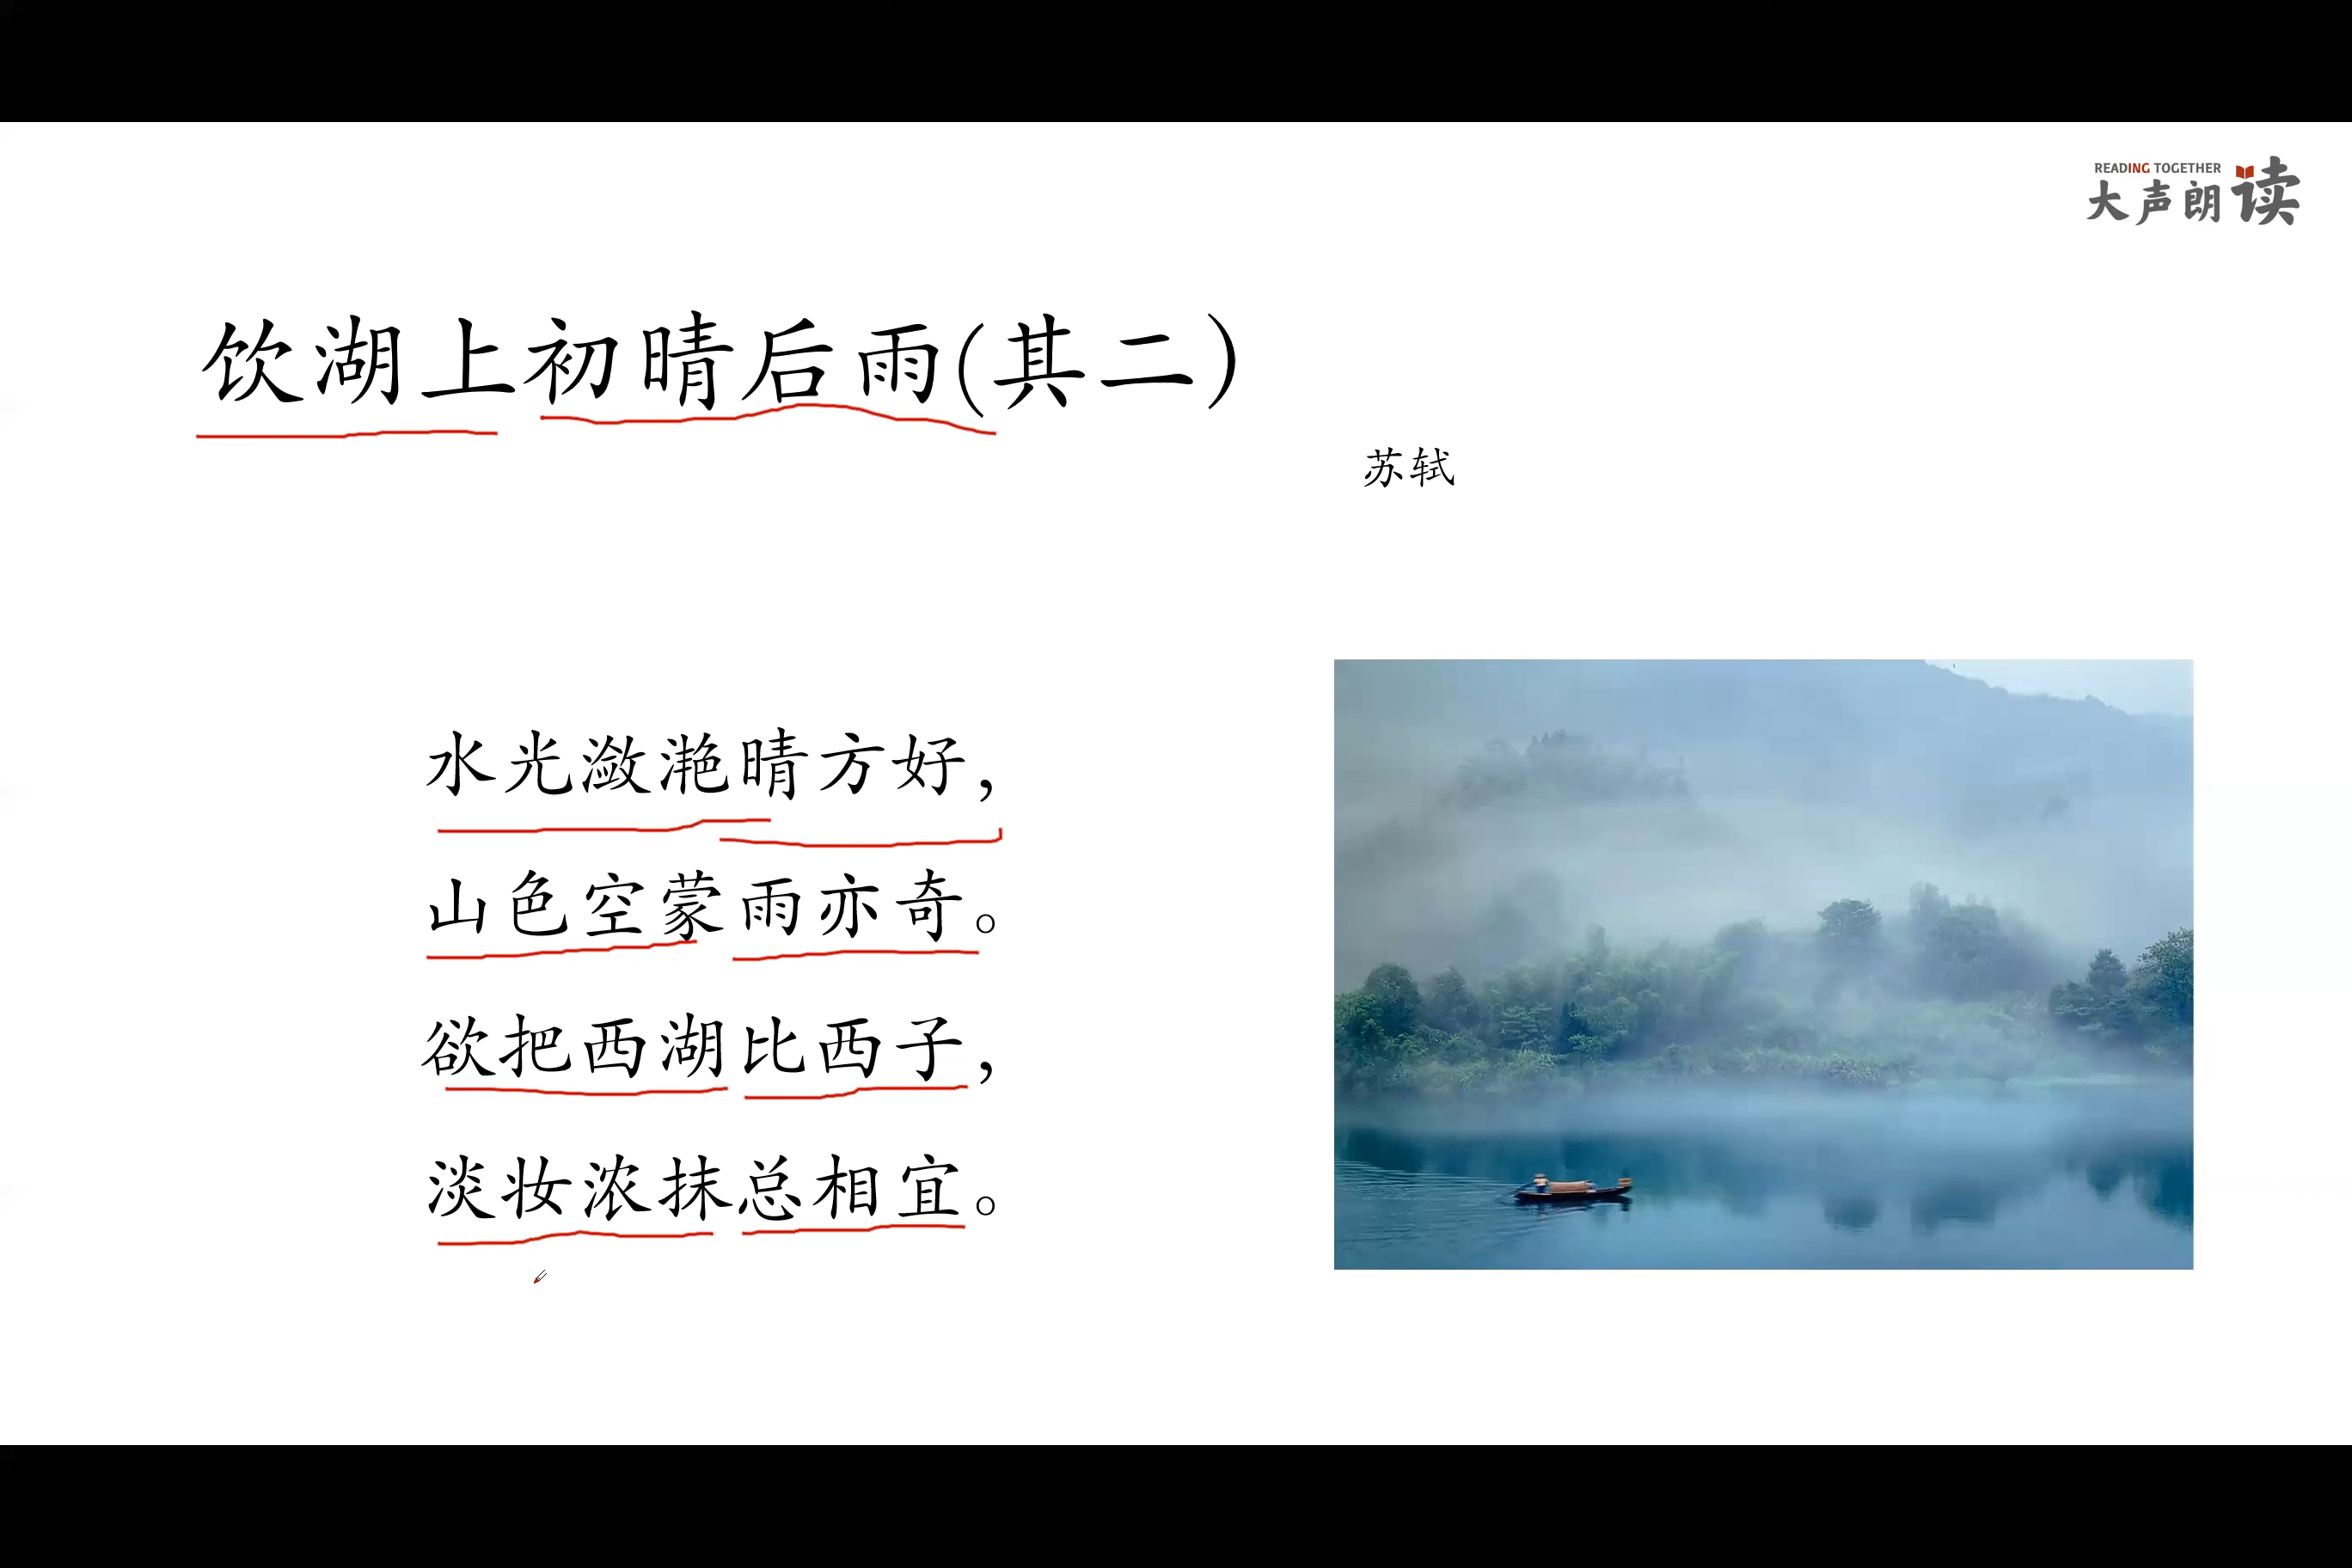 READING TOGETHER
大声朗读
饮湖上初晴后雨(其二)
苏轼
水光潋滟晴方好,
山色空蒙雨亦奇。
欲把西湖比西子,
淡妆浓抹总相宜。